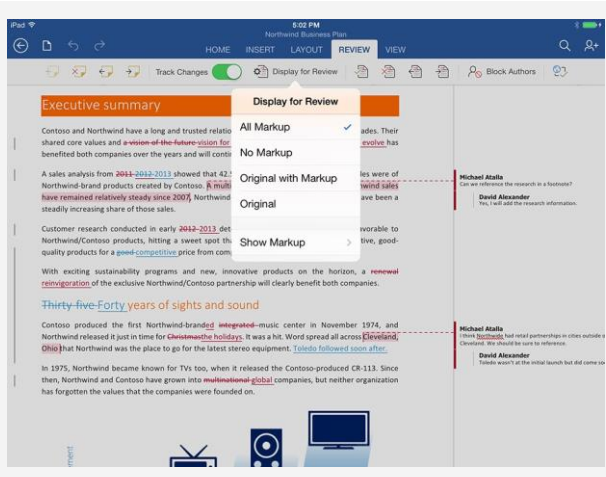 iPad
5:02 PM
Northwind Business Plan
HOME INSERT LAYOUT REVIEW VIEW
Track Changes Display for Review Block Authors
Display for Review
All Markup
No Markup
Original with Markup
Original
Show Markup
Executive summary
Contoso and Northwind have a long and trusted relatio ades. Their
shared core values and a vision of the future vision for evolve has
benefited both companies over the years and will contin
A sales analysis from 2011 2012 2013 showed that 42. les were of
Northwind-brand products created by Contoso. A multi nwind sales
have remained relatively steady since 2007, Northwind ave been a
steadily increasing share of those sales.
Customer research conducted in early 2012 2013 det avorable to
Northwind/Contoso products, hitting a sweet spot th tive, good-
quality products for a good competitive price from com
With exciting sustainability programs and new, innovative products on the horizon, a renewal
reinvigoration of the exclusive Northwind/Contoso partnership will clearly benefit both companies.
Thirty-five Forty years of sights and sound
Contoso produced the first Northwind-branded integrated music center in November 1974, and
Northwind released it just in time for Christmasthe holidays. It was a hit. Word spread all across Cleveland,
Ohio that Northwind was the place to go for the latest stereo equipment. Toledo followed soon after.
In 1975, Northwind became known for TVs too, when it released the Contoso-produced CR-113. Since
then, Northwind and Contoso have grown into multinational global companies, but neither organization
has forgotten the values that the companies were founded on.
Michael Atalla
Can we reference the research in a footnote?
David Alexander
Yes, I will add the research information.
Michael Atalla
I think Northwide had retail partnerships in cities outside o
Cleveland. We should be sure to reference.
David Alexander
Toledo wasn't at the initial launch but did come so